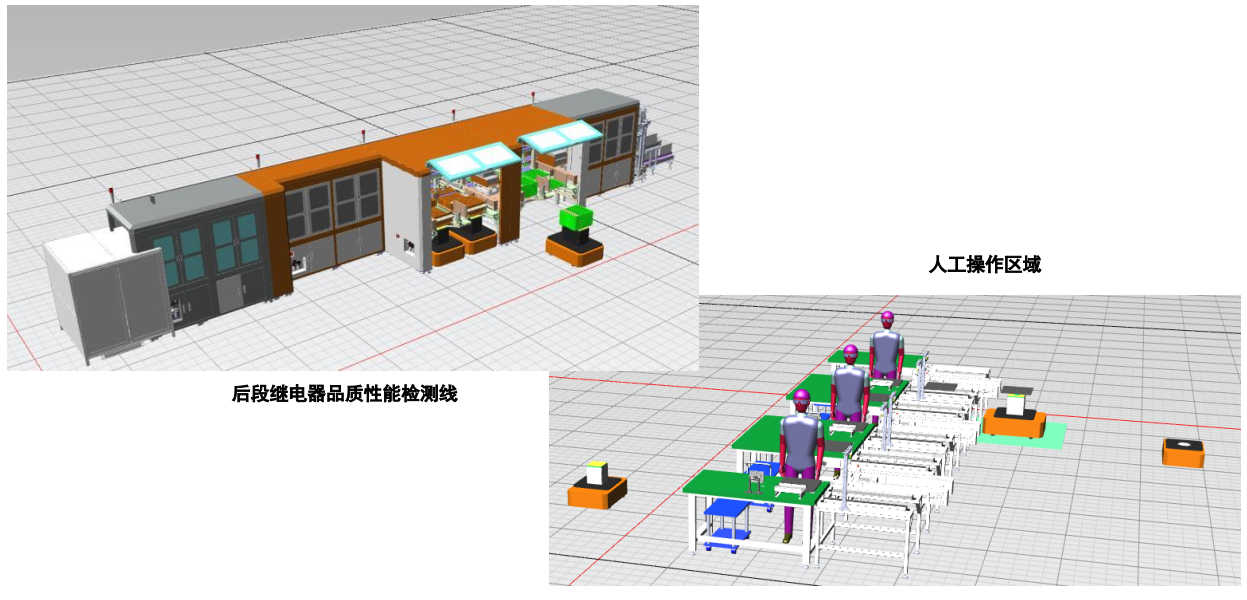 人工操作区域
后段继电器品质性能检测线